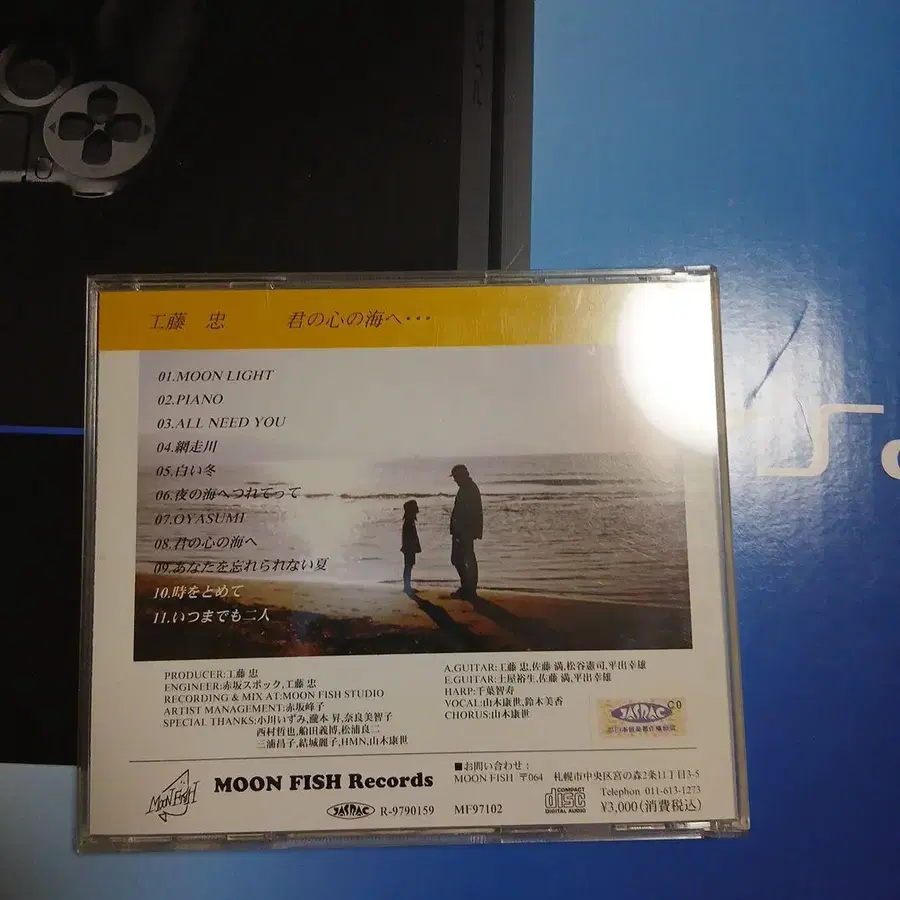 PS4
工藤 忠 君の心の海へ・・・
01.MOON LIGHT
02.PIANO
03.ALL NEED YOU
04.網走川
05.白い冬
06.夜の海へつれてって
07.OYASUMI
08.君の心の海へ
09.あなたを忘れられない夏
10.時をとめて
11.いつまでも二人
PRODUCER:工藤 忠
ENGINEER:赤坂スポック,工藤 忠
RECORDING & MIX AT:MOON FISH STUDIO
ARTIST MANAGEMENT:赤坂峰子
SPECIAL THANKS:小川いずみ,瀧本 昇,奈良美智子
西村哲也,船田義博,松浦良二
三浦昌子,結城麗子,HMN,山木康世
A.GUITAR:工藤 忠,佐藤 満,松谷憲司,平出幸雄
E.GUITAR:土屋裕生,佐藤 満,平出幸雄
HARP:千葉智寿
VOCAL:山木康世,鈴木美香
CHORUS:山木康世
JASRAC CO
MOON FISH
MOON FISH Records
JASRAC R-9790159 MF97102
■お問い合わせ:
MOON FISH 〒064 札幌市中央区宮の森2条11丁目3-5
Telephon 011-613-1273
COMPACT disc DIGITAL AUDIO
¥3,000(消費税込)